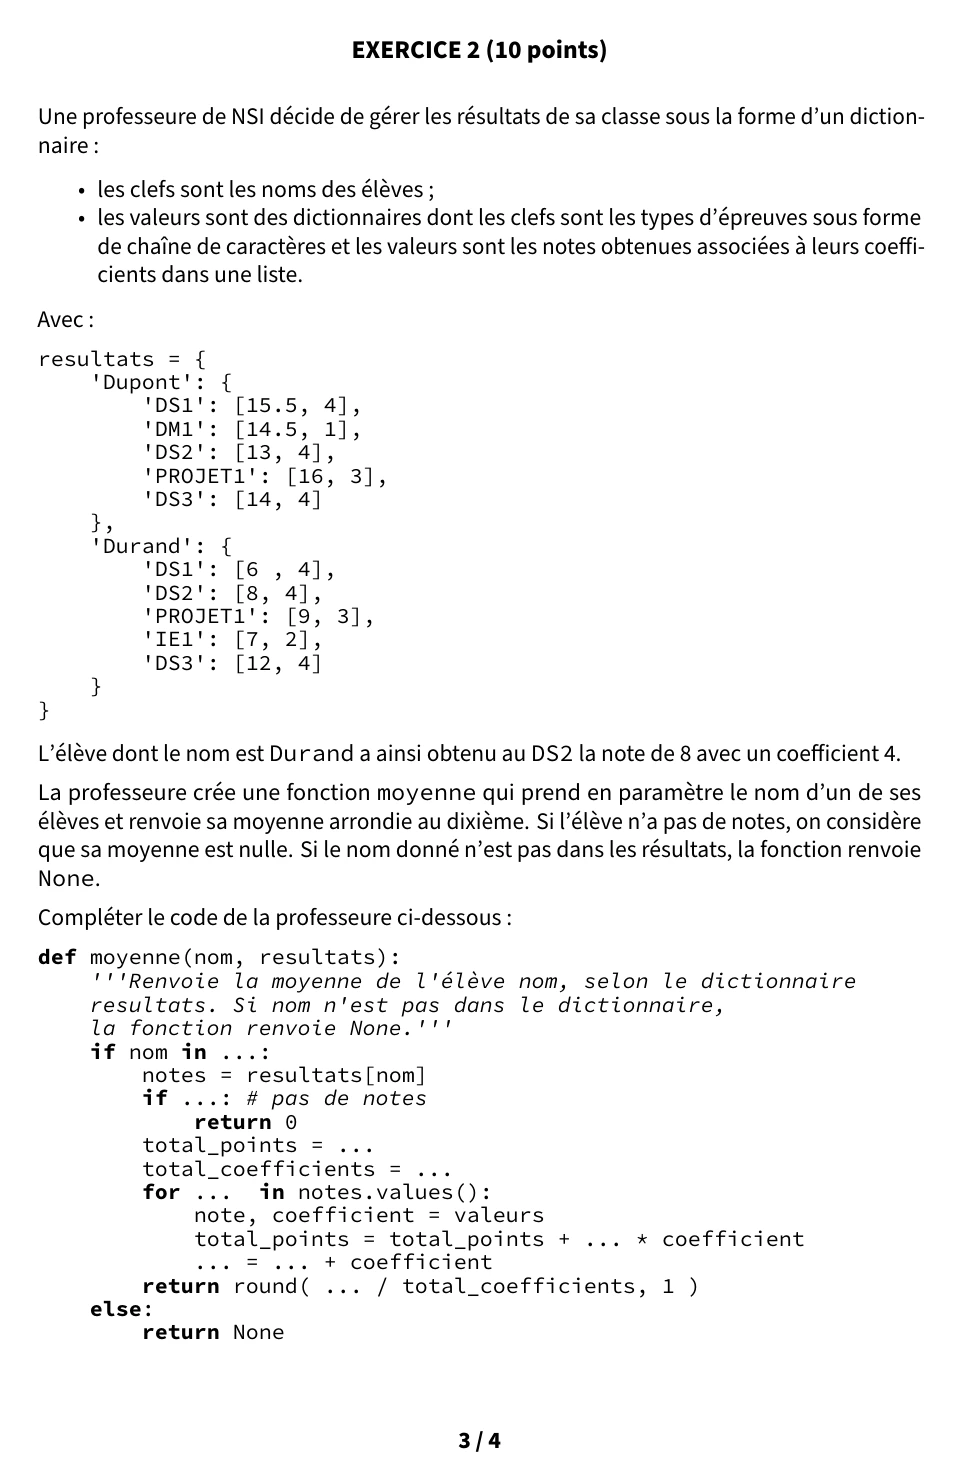 EXERCICE 2 (10 points)
Une professeure de NSI décide de gérer les résultats de sa classe sous la forme d’un diction-
naire :
• les clefs sont les noms des élèves ;
• les valeurs sont des dictionnaires dont les clefs sont les types d’épreuves sous forme
de chaîne de caractères et les valeurs sont les notes obtenues associées à leurs coeffi-
cients dans une liste.
Avec :
resultats = {
    'Dupont': {
        'DS1': [15.5, 4],
        'DM1': [14.5, 1],
        'DS2': [13, 4],
        'PROJET1': [16, 3],
        'DS3': [14, 4]
    },
    'Durand': {
        'DS1': [6 , 4],
        'DS2': [8, 4],
        'PROJET1': [9, 3],
        'IE1': [7, 2],
        'DS3': [12, 4]
    }
}
L’élève dont le nom est Durand a ainsi obtenu au DS2 la note de 8 avec un coefficient 4.
La professeure crée une fonction moyenne qui prend en paramètre le nom d’un de ses
élèves et renvoie sa moyenne arrondie au dixième. Si l’élève n’a pas de notes, on considère
que sa moyenne est nulle. Si le nom donné n’est pas dans les résultats, la fonction renvoie
None.
Compléter le code de la professeure ci-dessous :
def moyenne(nom, resultats):
    '''Renvoie la moyenne de l'élève nom, selon le dictionnaire
    resultats. Si nom n'est pas dans le dictionnaire,
    la fonction renvoie None.'''
    if nom in ...:
        notes = resultats[nom]
        if ...: # pas de notes
            return 0
        total_points = ...
        total_coefficients = ...
        for ...  in notes.values():
            note, coefficient = valeurs
            total_points = total_points + ... * coefficient
            ... = ... + coefficient
        return round( ... / total_coefficients, 1 )
    else:
        return None
3 / 4